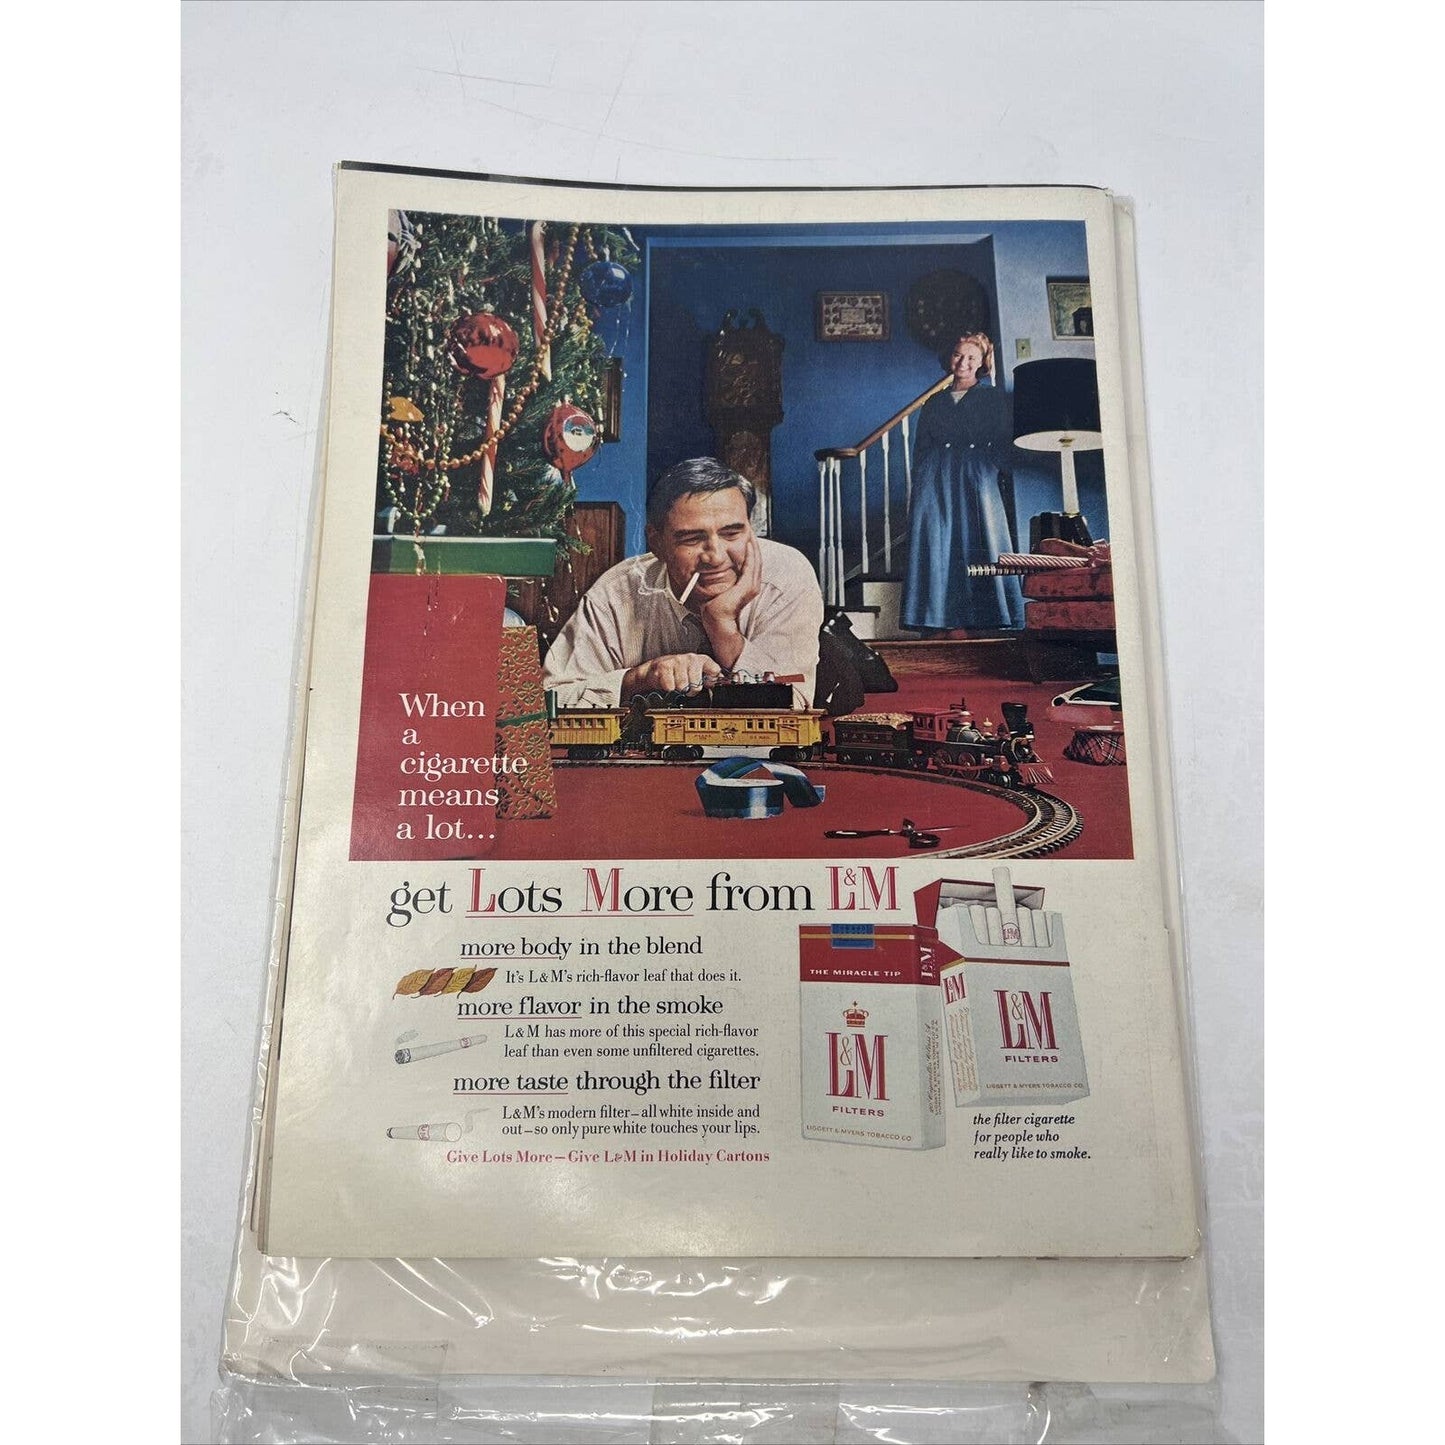 When
a
cigarette
means
a lot...
get Lots More from L&M
more body in the blend
It's L&M's rich-flavor leaf that does it.
more flavor in the smoke
L&M has more of this special rich-flavor
leaf than even some unfiltered cigarettes.
more taste through the filter
L&M's modern filter—all white inside and
out—so only pure white touches your lips.
Give Lots More—Give L&M in Holiday Cartons
THE MIRACLE TIP
L&M
L&M
FILTERS
LIGGETT & MYERS TOBACCO CO
L&M
L&M
L&M
FILTERS
LIGGETT & MYERS TOBACCO CO.
the filter cigarette
for people who
really like to smoke.